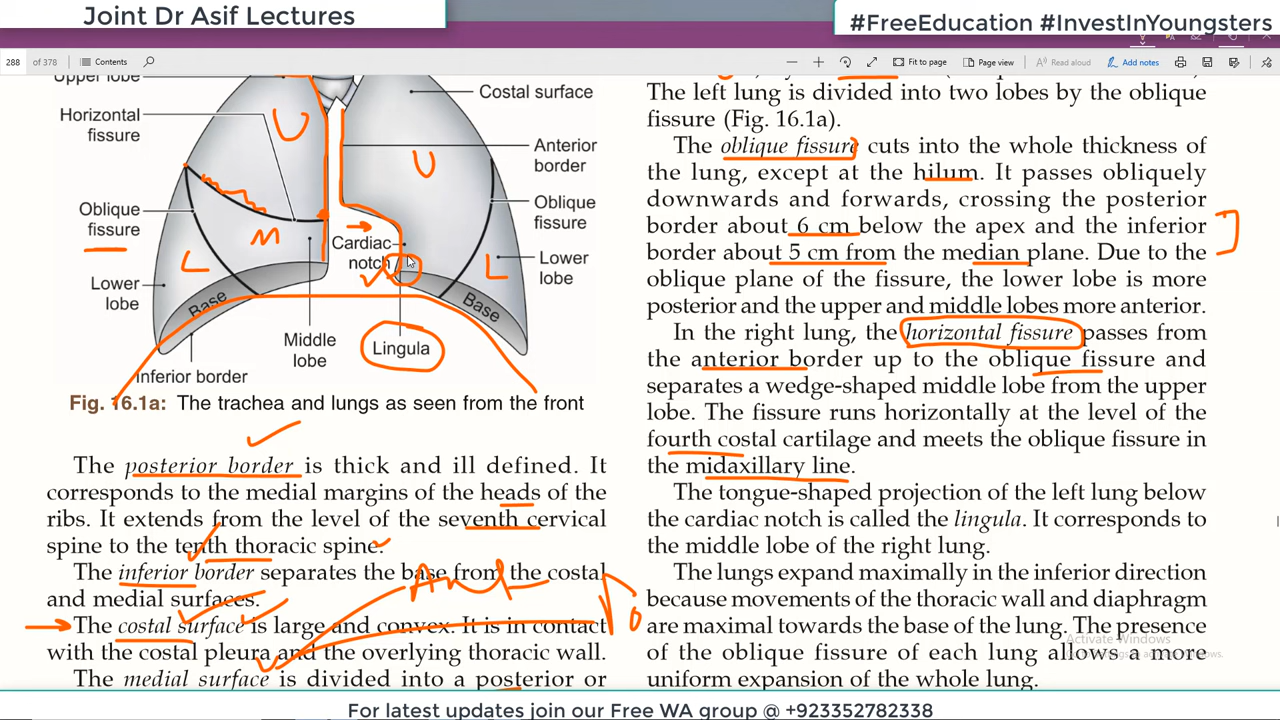 Joint Dr Asif Lectures
#FreeEducation #InvestInYoungsters
288 of 378
Contents
Fit to page
Page view
Read aloud
Add notes
Upper lobe
Horizontal
fissure
Oblique
fissure
Lower
lobe
Base
Inferior border
Middle
lobe
Lingula
Cardiac
notch
Costal surface
Anterior
border
Oblique
fissure
Lower
lobe
Base
U
M
L
U
L
Fig. 16.1a: The trachea and lungs as seen from the front
The posterior border is thick and ill defined. It
corresponds to the medial margins of the heads of the
ribs. It extends from the level of the seventh cervical
spine to the tenth thoracic spine.
The inferior border separates the base from the costal
and medial surfaces.
The costal surface is large and convex. It is in contact
with the costal pleura and the overlying thoracic wall.
The medial surface is divided into a posterior or
The left lung is divided into two lobes by the oblique
fissure (Fig. 16.1a).
The oblique fissure cuts into the whole thickness of
the lung, except at the hilum. It passes obliquely
downwards and forwards, crossing the posterior
border about 6 cm below the apex and the inferior
border about 5 cm from the median plane. Due to the
oblique plane of the fissure, the lower lobe is more
posterior and the upper and middle lobes more anterior.
In the right lung, the horizontal fissure passes from
the anterior border up to the oblique fissure and
separates a wedge-shaped middle lobe from the upper
lobe. The fissure runs horizontally at the level of the
fourth costal cartilage and meets the oblique fissure in
the midaxillary line.
The tongue-shaped projection of the left lung below
the cardiac notch is called the lingula. It corresponds to
the middle lobe of the right lung.
The lungs expand maximally in the inferior direction
because movements of the thoracic wall and diaphragm
are maximal towards the base of the lung. The presence
of the oblique fissure of each lung allows a more
uniform expansion of the whole lung.
Activate Windows
For latest updates join our Free WA group @ +923352782338